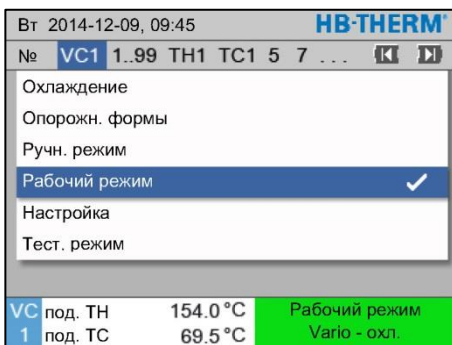 Вт 2014-12-09, 09:45 HB-THERM®
№ VC1 1..99 TH1 TC1 5 7 ...
Охлаждение
Опорожн. формы
Ручн. режим
Рабочий режим
Настройка
Тест. режим
VC под. TH 154.0 °C Рабочий режим
1 под. TC 69.5 °C Vario - охл.